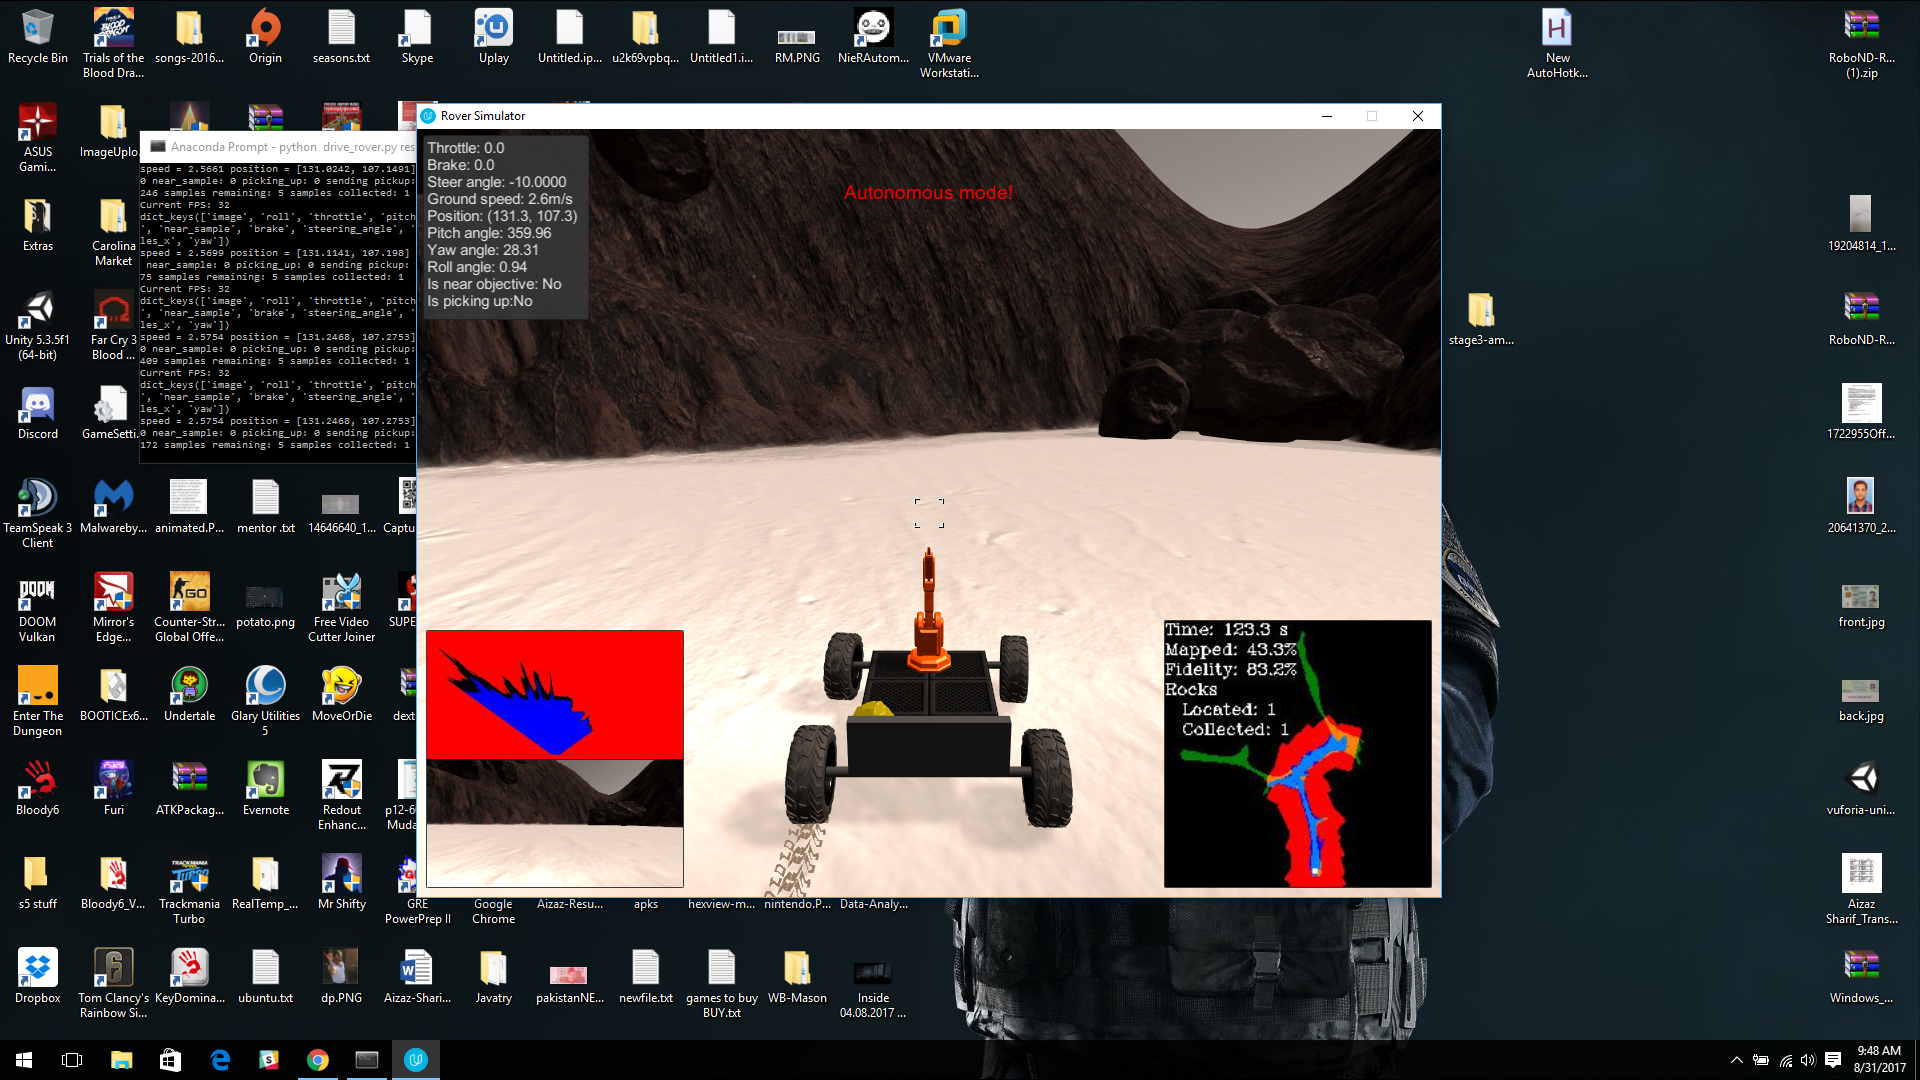 Recycle Bin
Trials of the
Blood Dra...
songs-2016...
Origin
seasons.txt
Skype
Uplay
Untitled.ip...
u2k69vpbq...
Untitled1.i...
RM.PNG
NieRAutom...
VMware
Workstati...
New
AutoHotk...
RoboND-R...
(1).zip
ASUS
Gami...
ImageUplo.
Anaconda Prompt - python drive_rover.py res
speed = 2.5661 position = [131.0242, 107.1491]
0 near_sample: 0 picking_up: 0 sending pickup:
246 samples remaining: 5 samples collected: 1
Current FPS: 32
dict_keys(['image', 'roll', 'throttle', 'pitch
', 'near_sample', 'brake', 'steering_angle', '
les_x', 'yaw'])
speed = 2.5699 position = [131.1141, 107.198]
near_sample: 0 picking_up: 0 sending pickup:
75 samples remaining: 5 samples collected: 1
Current FPS: 32
dict_keys(['image', 'roll', 'throttle', 'pitch
', 'near_sample', 'brake', 'steering_angle', '
les_x', 'yaw'])
speed = 2.5754 position = [131.2468, 107.2753]
0 near_sample: 0 picking_up: 0 sending pickup:
409 samples remaining: 5 samples collected: 1
Current FPS: 32
dict_keys(['image', 'roll', 'throttle', 'pitch
', 'near_sample', 'brake', 'steering_angle', '
les_x', 'yaw'])
speed = 2.5754 position = [131.2468, 107.2753]
0 near_sample: 0 picking_up: 0 sending pickup:
172 samples remaining: 5 samples collected: 1
Rover Simulator
Throttle: 0.0
Brake: 0.0
Steer angle: -10.0000
Ground speed: 2.6m/s
Position: (131.3, 107.3)
Pitch angle: 359.96
Yaw angle: 28.31
Roll angle: 0.94
Is near objective: No
Is picking up:No
Autonomous mode!
Time: 123.3 s
Mapped: 43.3%
Fidelity: 83.2%
Rocks
Located: 1
Collected: 1
Extras
Carolina
Market
19204814_1...
Unity 5.3.5f1
(64-bit)
Far Cry 3
Blood ...
stage3-am...
RoboND-R...
Discord
GameSetti.
1722955Off...
TeamSpeak 3
Client
Malwareby...
animated.P...
mentor .txt
14646640_1...
Captu
20641370_2...
DOOM
DOOM
Vulkan
Mirror's
Edge...
GO
Counter-Str...
Global Offe...
potato.png
Free Video
Cutter Joiner
SUPE
front.jpg
Enter The
Dungeon
BOOTICEx6...
Undertale
Glary Utilities
5
MoveOrDie
dext
back.jpg
Bloody6
Furi
ATKPackag...
Evernote
Redout
Enhanc...
p12-6
Muda
vuforia-uni...
s5 stuff
Bloody6_V...
Trackmania
Turbo
RealTemp_...
Mr Shifty
GRE
PowerPrep II
Google
Chrome
Aizaz-Resu...
apks
hexview-m...
nintendo.P...
Data-Analy...
Aizaz
Sharif_Trans...
Dropbox
Tom Clancy's
Rainbow Si...
KeyDomina...
ubuntu.txt
dp.PNG
Aizaz-Shari...
Javatry
pakistanNE...
newfile.txt
games to buy
BUY.txt
WB-Mason
Inside
04.08.2017 ...
Windows_...
9:48 AM
8/31/2017